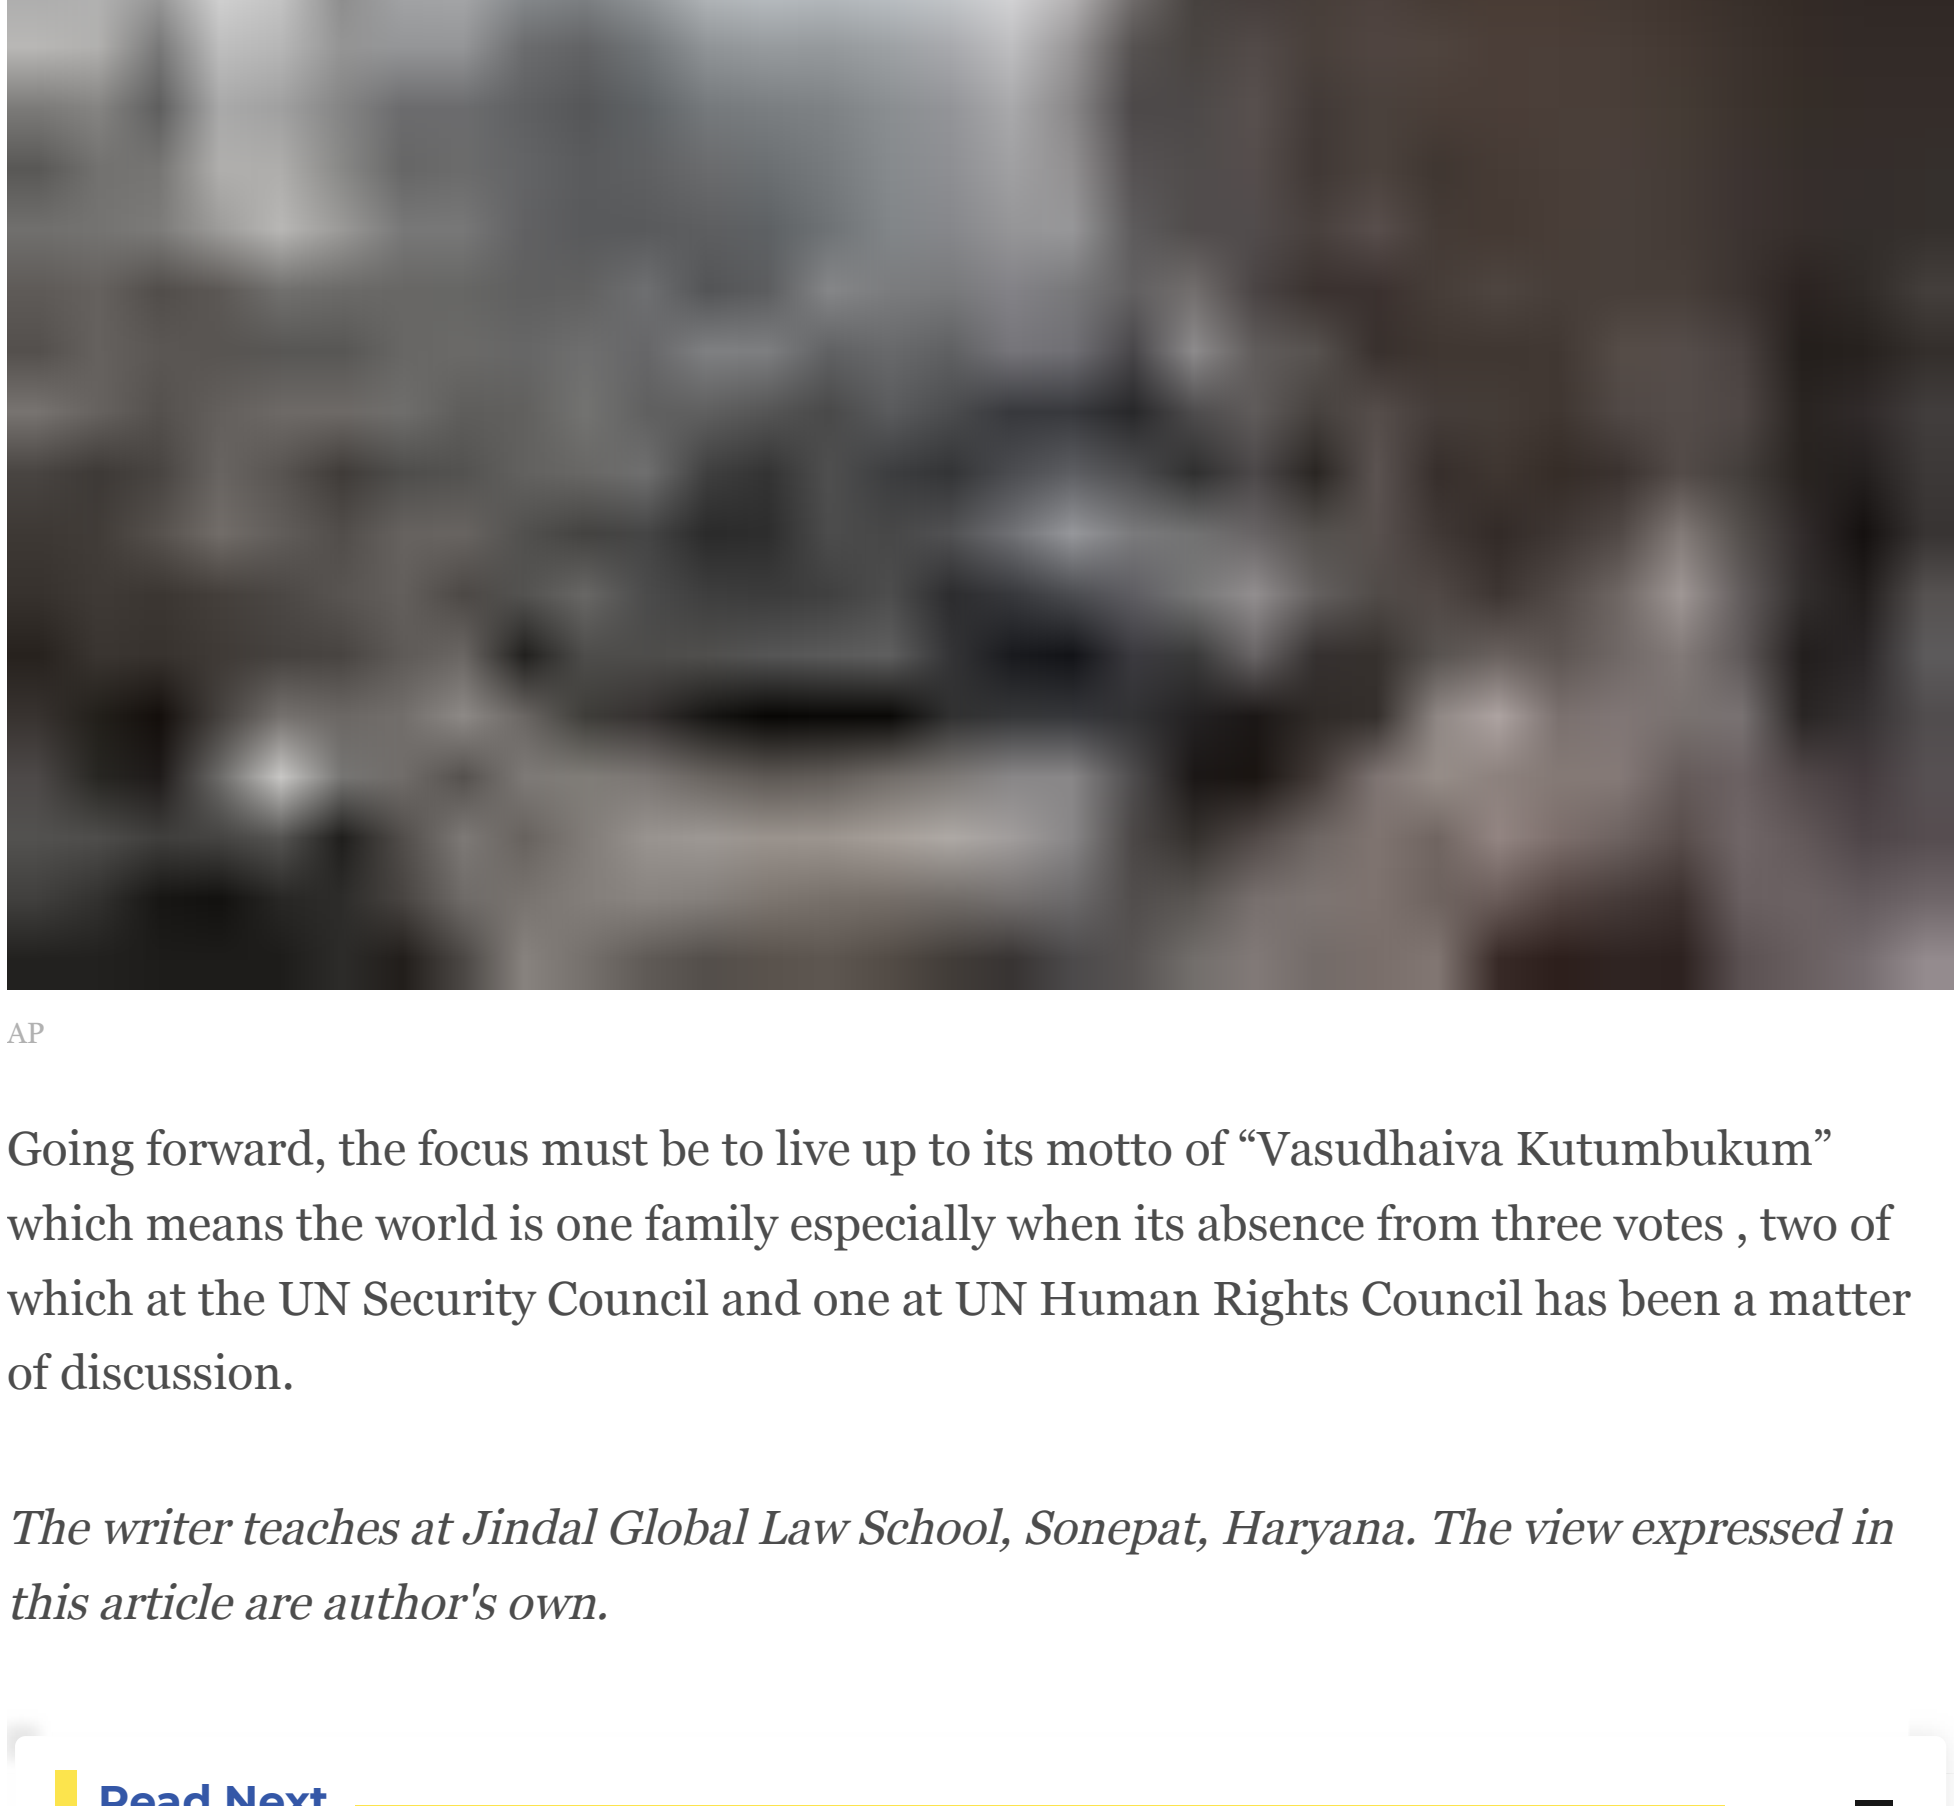 AP
Going forward, the focus must be to live up to its motto of “Vasudhaiva Kutumbukum”
which means the world is one family especially when its absence from three votes , two of
which at the UN Security Council and one at UN Human Rights Council has been a matter
of discussion.
The writer teaches at Jindal Global Law School, Sonepat, Haryana. The view expressed in
this article are author's own.
Read Next